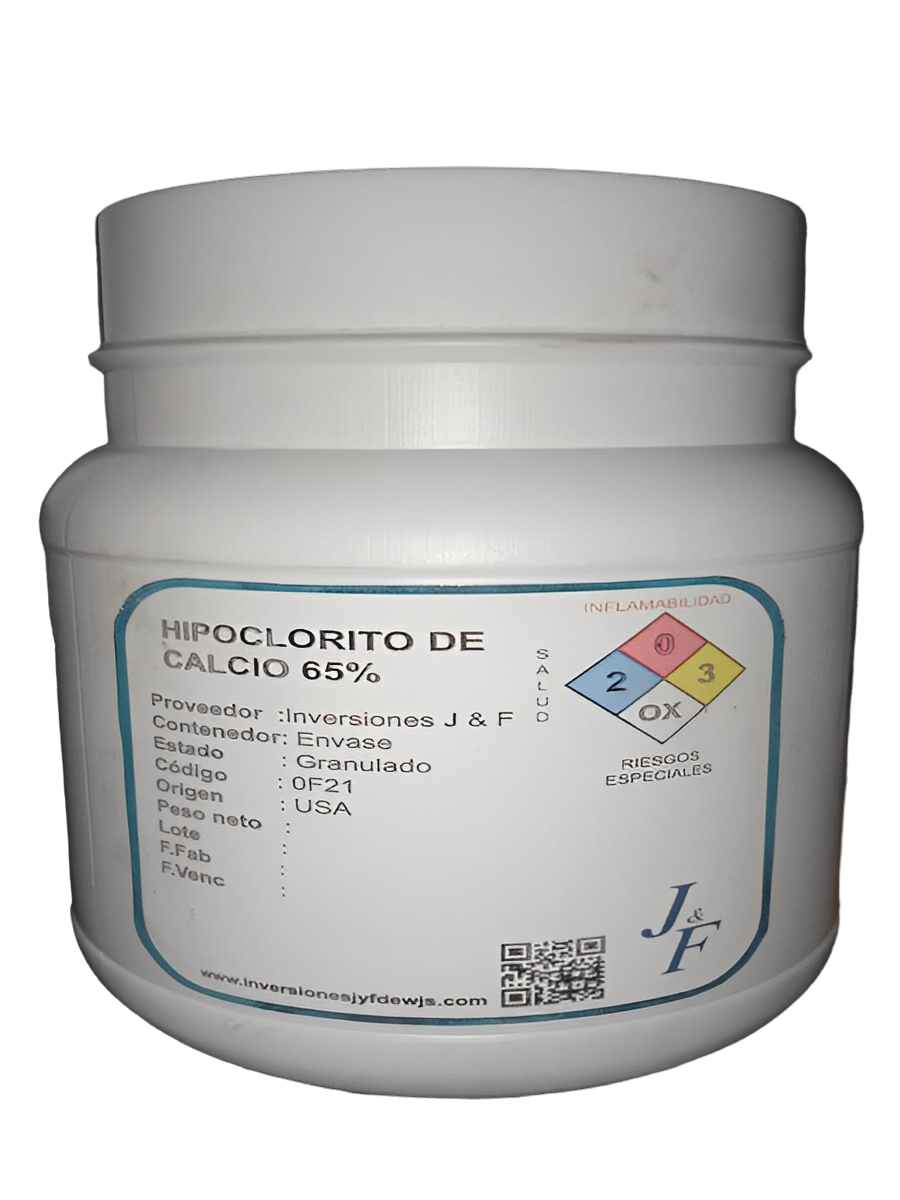 HIPOCLORITO DE
CALCIO 65%
Proveedor :Inversiones J & F
Contenedor: Envase
Estado : Granulado
Código : 0F21
Origen : USA
Peso neto :
Lote :
F.Fab :
F.Venc :
INFLAMABILIDAD
SALUD
0
2
3
OX
RIESGOS
ESPECIALES
J&F
www.inversionesjyfdewjs.com